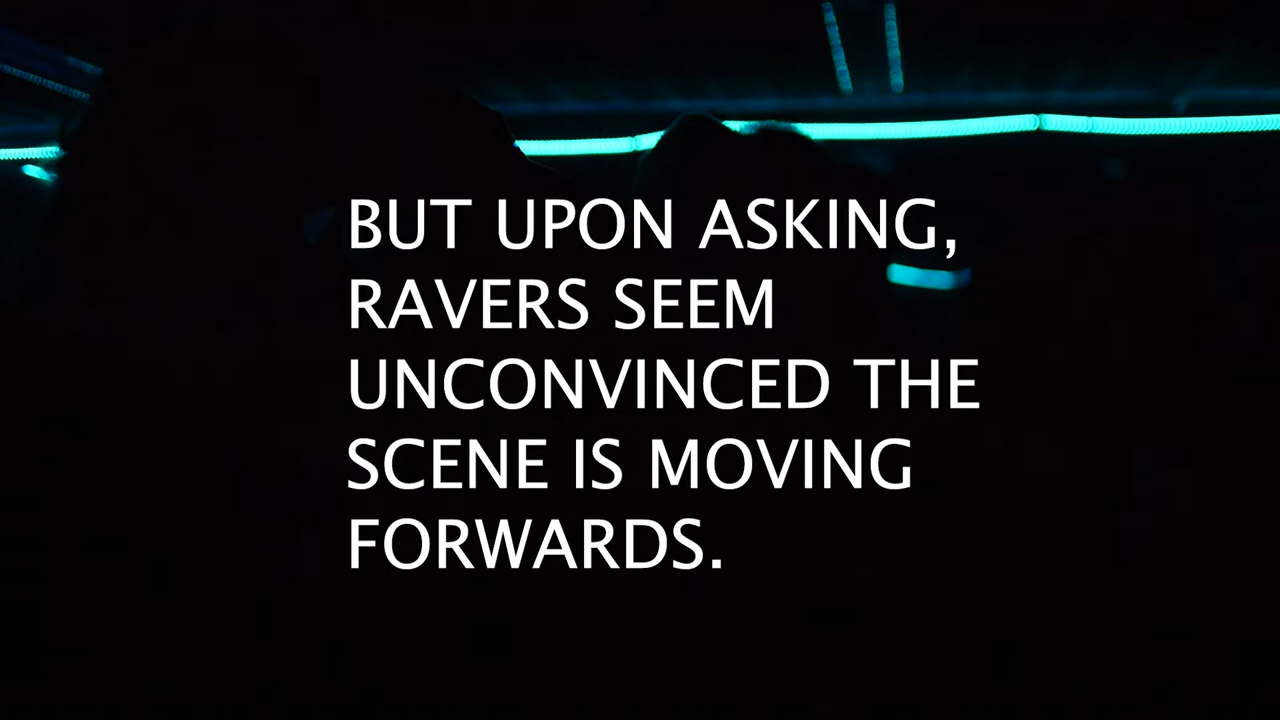 BUT UPON ASKING,
RAVERS SEEM
UNCONVINCED THE
SCENE IS MOVING
FORWARDS.